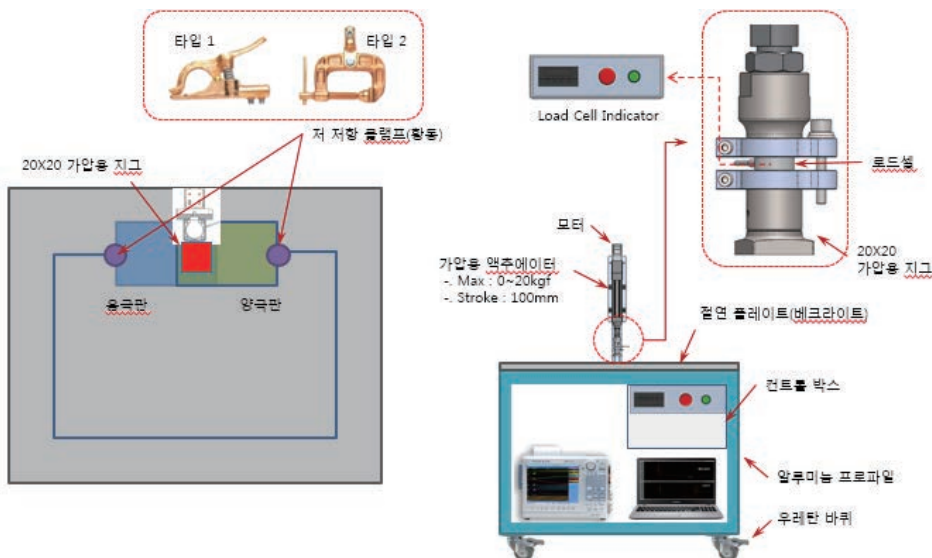 타입 1
타입 2
저 저항 클램프(황동)
20X20 가압용 지그
음극판
양극판
Load Cell Indicator
로드셀
20X20
가압용 지그
모터
가압용 액추에이터
-. Max : 0~20kgf
-. Stroke : 100mm
절연 플레이트(베크라이트)
컨트롤 박스
알루미늄 프로파일
우레탄 바퀴